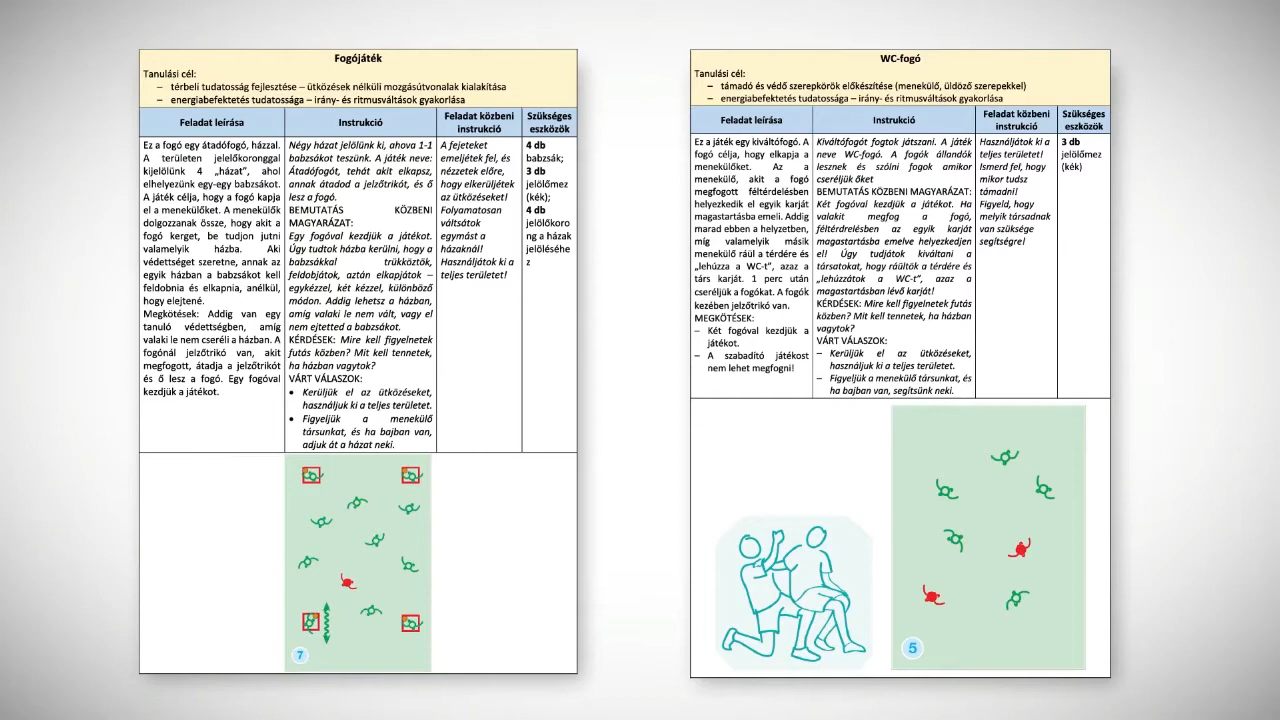 Fogójáték
Tanulási cél:
– térbeli tudatosság fejlesztése – ütközések nélküli mozgásútvonalak kialakítása
– energiabefektetés tudatossága – irány- és ritmusváltások gyakorlása
Feladat leírása
Instrukció
Feladat közbeni
instrukció
Szükséges
eszközök
Ez a fogó egy átadófogó, házzal.
A területen jelelőkoronggal
kijelölünk 4 „házat”, ahol
elhelyezünk egy-egy babzsákot.
A játék célja, hogy a fogó kapja
el a menekülőket. A menekülők
dolgozzanak össze, hogy akit a
fogó kerget, be tudjon jutni
valamelyik házba. Aki
védettséget szeretne, annak az
egyik házban a babzsákot kell
feldobnia és elkapnia, anélkül,
hogy elejtené.
Megkötések: Addig van egy
tanuló védettségben, amíg
valaki le nem cseréli a házban. A
fogónál jelzőtrikó van, akit
megfogott, átadja a jelzőtrikót
és ő lesz a fogó. Egy fogóval
kezdjük a játékot.
Négy házat jelölünk ki, ahova 1-1
babzsákot teszünk. A játék neve:
Átadófogót, tehát akit elkapsz,
annak átadod a jelzőtrikót, és ő
lesz a fogó.
BEMUTATÁS KÖZBENI
MAGYARÁZAT:
Egy fogóval kezdjük a játékot.
Úgy tudtok házba kerülni, hogy a
babzsákkal trükköztök,
feldobjátok, aztán elkapjátok –
egykézzel, két kézzel, különböző
módon. Addig lehetsz a házban,
amíg valaki le nem vált, vagy el
nem ejtetted a babzsákot.
KÉRDÉSEK: Mire kell figyelnetek
futás közben? Mit kell tennetek,
ha házban vagytok?
VÁRT VÁLASZOK:
• Kerüljük el az ütközéseket,
használjuk ki a teljes területet.
• Figyeljük a menekülő
társunkat, és ha bajban van,
adjuk át a házat neki.
A fejeteket
emeljétek fel, és
nézzetek előre,
hogy elkerüljétek
az ütközéseket!
Folyamatosan
váltsátok
egymást a
házaknál!
Használjátok ki a
teljes területet!
4 db
babzsák;
3 db
jelölőmez
(kék);
4 db
jelölőkoro
ng a házak
jelöléséhe
z
7
WC-fogó
Tanulási cél:
– támadó és védő szerepkörök előkészítése (menekülő, üldöző szerepekkel)
– energiabefektetés tudatossága – irány- és ritmusváltások gyakorlása
Feladat leírása
Instrukció
Feladat közbeni
instrukció
Szükséges
eszközök
Ez a játék egy kiváltófogó. A
fogó célja, hogy elkapja a
menekülőket. Az a
menekülő, akit a fogó
megfogott féltérdelésben
helyezkedik el egyik karját
magastartásba emeli. Addig
marad ebben a helyzetben,
míg valamelyik másik
menekülő ráül a térdére és
„lehúzza a WC-t”, azaz a
társ karját. 1 perc után
cseréljük a fogókat. A fogók
kezében jelzőtrikó van.
MEGKÖTÉSEK:
– Két fogóval kezdjük a
játékot.
– A szabadító játékost
nem lehet megfogni!
Kiváltófogót fogtok játszani. A játék
neve WC-fogó. A fogók állandók
lesznek és szólni fogok amikor
cseréljük őket
BEMUTATÁS KÖZBENI MAGYARÁZAT:
Két fogóval kezdjük a játékot. Ha
valakit megfog a fogó,
féltérdrelésben az egyik karját
magastartásba emelve helyezkedjen
el! Úgy tudjátok kiváltani a
társatokat, hogy ráültök a térdére és
„lehúzzátok a WC-t”, azaz a
magastartásban lévő karját!
KÉRDÉSEK: Mire kell figyelnetek futás
közben? Mit kell tennetek, ha házban
vagytok?
VÁRT VÁLASZOK:
– Kerüljük el az ütközéseket,
használjuk ki a teljes területet.
– Figyeljük a menekülő társunkat, és
ha bajban van, segítsünk neki.
Használjátok ki a
teljes területet!
Ismerd fel, hogy
mikor tudsz
támadni!
Figyeld, hogy
melyik társadnak
van szüksége
segítségre!
3 db
jelölőmez
(kék)
5